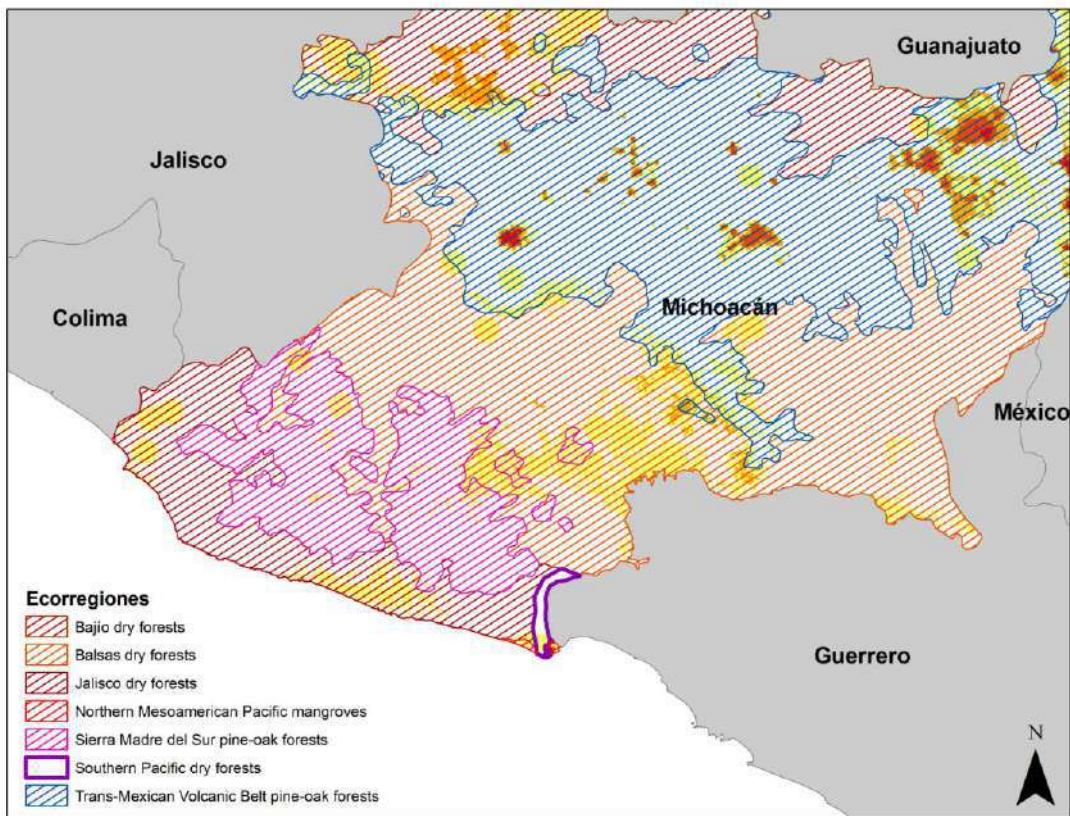 Guanajuato
Jalisco
Colima
Michoacán
México
Guerrero
Ecorregiones
Bajio dry forests
Balsas dry forests
Jalisco dry forests
Northern Mesoamerican Pacific mangroves
Sierra Madre del Sur pine-oak forests
Southern Pacific dry forests
Trans-Mexican Volcanic Belt pine-oak forests
N